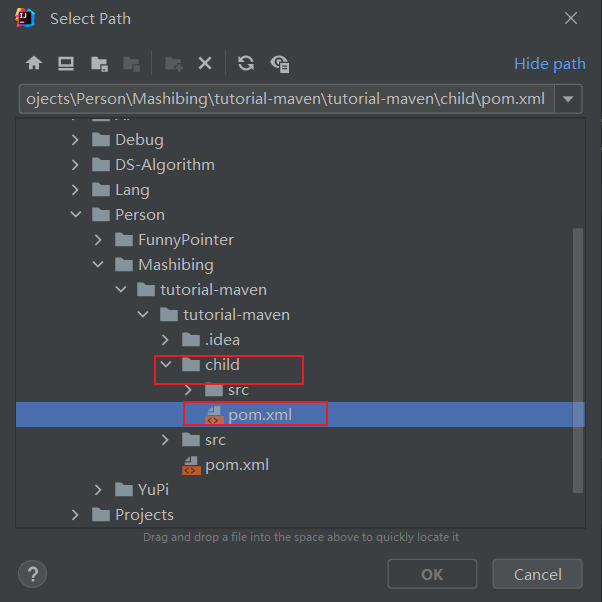 Select Path
Hide path
ojects\Person\Mashibing\tutorial-maven\tutorial-maven\child\pom.xml
Debug
DS-Algorithm
Lang
Person
FunnyPointer
Mashibing
tutorial-maven
tutorial-maven
.idea
child
src
pom.xml
src
pom.xml
YuPi
Projects
Drag and drop a file into the space above to quickly locate it
?
OK
Cancel